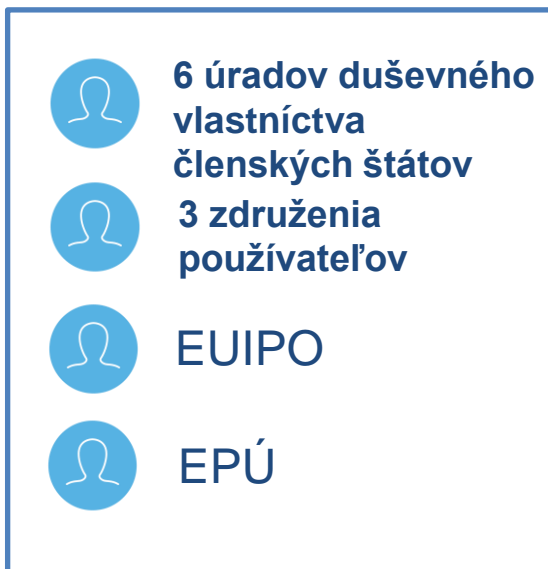 6 úradov duševného
vlastníctva
členských štátov
3 združenia
používateľov
EUIPO
EPÚ